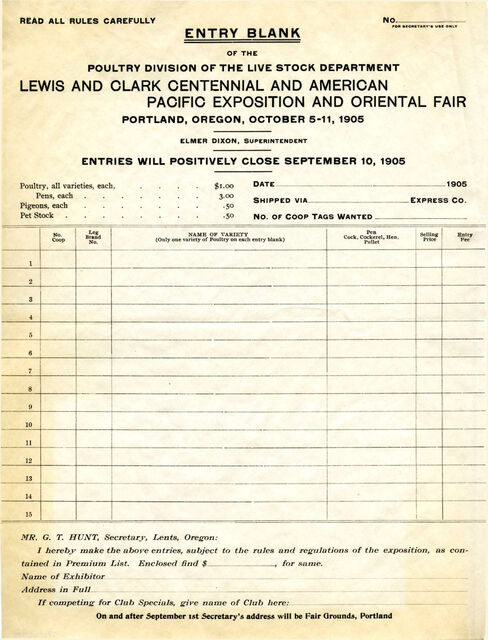 READ ALL RULES CAREFULLY
No.
FOR SECRETARY'S USE ONLY
ENTRY BLANK
OF THE
POULTRY DIVISION OF THE LIVE STOCK DEPARTMENT
LEWIS AND CLARK CENTENNIAL AND AMERICAN
PACIFIC EXPOSITION AND ORIENTAL FAIR
PORTLAND, OREGON, OCTOBER 5-11, 1905
ELMER DIXON, SUPERINTENDENT
ENTRIES WILL POSITIVELY CLOSE SEPTEMBER 10, 1905
Poultry, all varieties, each, . . . . . $1.00
Pens, each . . . . . . 3.00
Pigeons, each . . . . . . .50
Pet Stock . . . . . . .50
DATE 1905
SHIPPED VIA EXPRESS CO.
NO. OF COOP TAGS WANTED
No. Coop
Leg Brand No.
NAME OF VARIETY
(Only one variety of Poultry on each entry blank)
Pen
Cock, Cockerel, Hen, Pullet
Selling Price
Entry Fee
1
2
3
4
5
6
7
8
9
10
11
12
13
14
15
MR. G. T. HUNT, Secretary, Lents, Oregon:
I hereby make the above entries, subject to the rules and regulations of the exposition, as con-
tained in Premium List. Enclosed find $ , for same.
Name of Exhibitor
Address in Full
If competing for Club Specials, give name of Club here:
On and after September 1st Secretary's address will be Fair Grounds, Portland